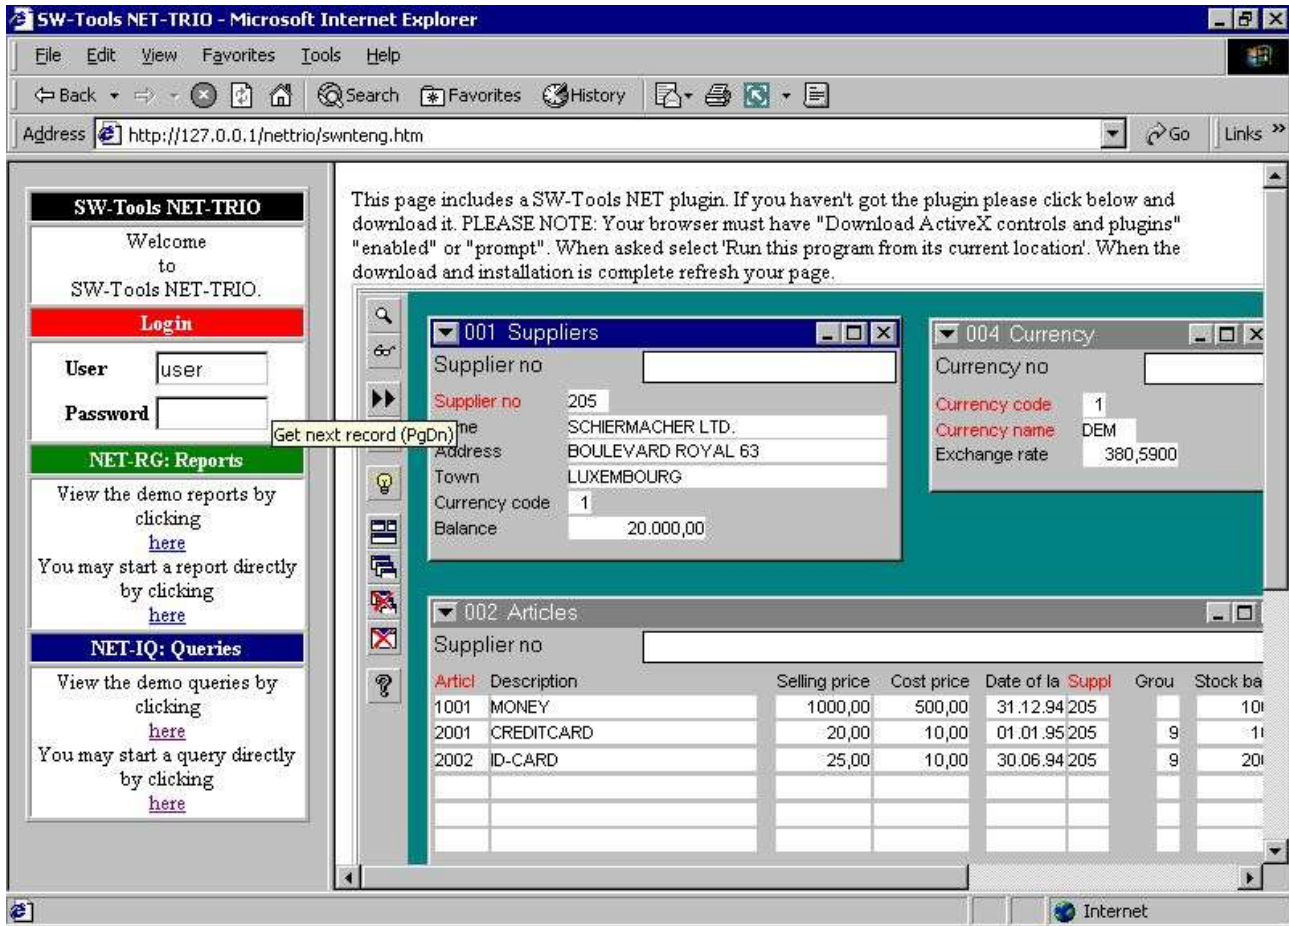 SW-Tools NET-TRIO - Microsoft Internet Explorer
File Edit View Favorites Tools Help
Back Search Favorites History
Address http://127.0.0.1/nettrio/swnteng.htm Go Links »
SW-Tools NET-TRIO
Welcome
to
SW-Tools NET-TRIO.
Login
User user
Password
NET-RG: Reports
View the demo reports by
clicking
here
You may start a report directly
by clicking
here
NET-IQ: Queries
View the demo queries by
clicking
here
You may start a query directly
by clicking
here
This page includes a SW-Tools NET plugin. If you haven't got the plugin please click below and
download it. PLEASE NOTE: Your browser must have "Download ActiveX controls and plugins"
"enabled" or "prompt". When asked select 'Run this program from its current location'. When the
download and installation is complete refresh your page.
Get next record (PgDn)
001 Suppliers
Supplier no
Supplier no 205
me SCHIERMACHER LTD.
Address BOULEVARD ROYAL 63
Town LUXEMBOURG
Currency code 1
Balance 20.000,00
004 Currency
Currency no
Currency code 1
Currency name DEM
Exchange rate 380,5900
002 Articles
Supplier no
Articl Description Selling price Cost price Date of la Suppl Grou Stock ba
1001 MONEY 1000,00 500,00 31.12.94 205 10
2001 CREDITCARD 20,00 10,00 01.01.95 205 9 1
2002 ID-CARD 25,00 10,00 30.06.94 205 9 20
Internet